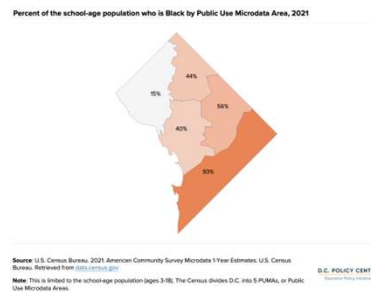 Percent of the school-age population who is Black by Public Use Microdata Area, 2021
44%
15%
56%
40%
93%
Source: U.S. Census Bureau. 2021. American Community Survey Microdata 1-Year Estimates. U.S. Census
Bureau. Retrieved from data.census.gov
D.C. POLICY CENT
Education Policy Initiative
Note: This is limited to the school-age population (ages 3-18). The Census divides D.C. into 5 PUMAs, or Public
Use Microdata Areas.